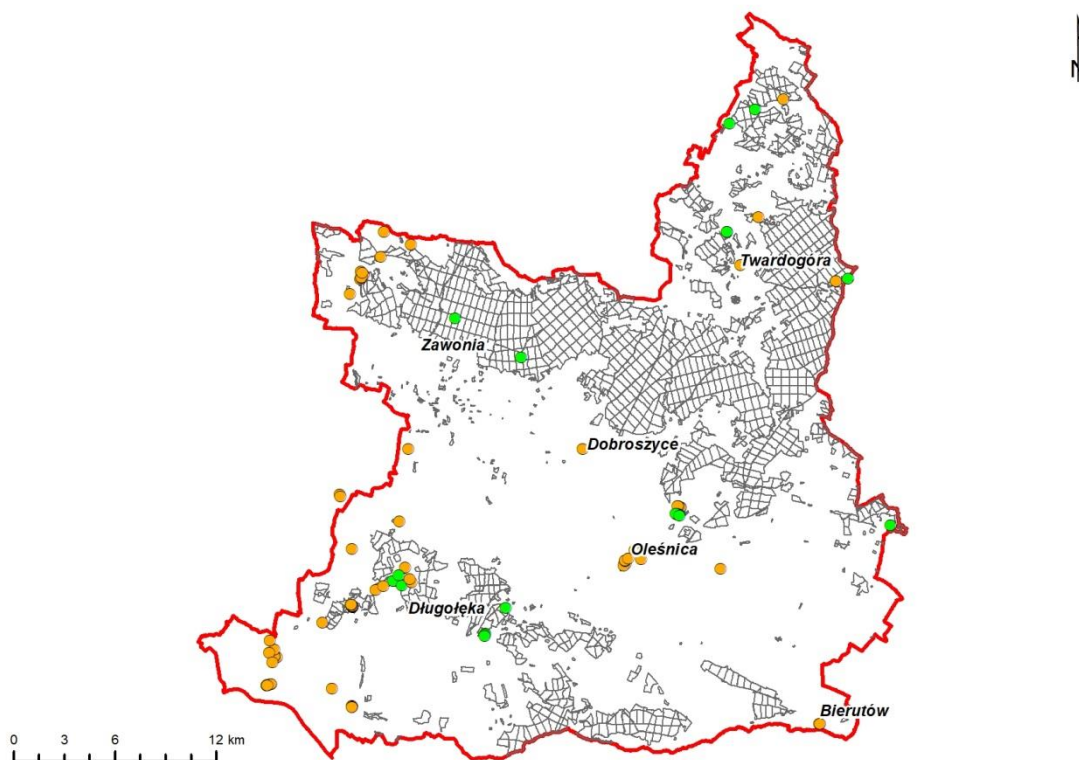 N
Twardogóra
Zawonia
Dobroszyce
Oleśnica
Długołęka
Bierutów
0 3 6 12 km